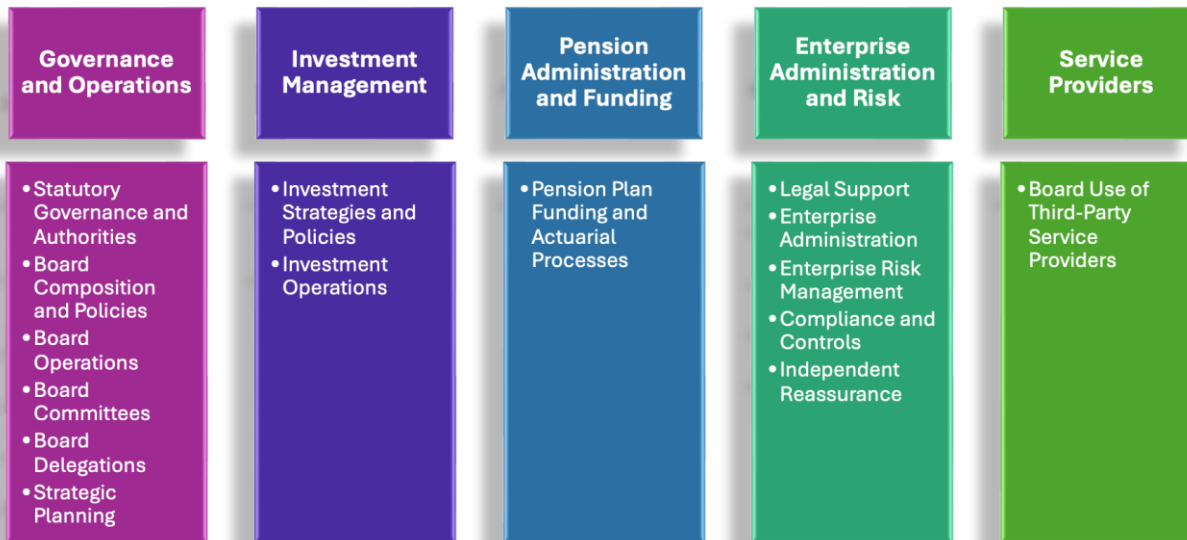 Governance
and Operations
Investment
Management
Pension
Administration
and Funding
Enterprise
Administration
and Risk
Service
Providers
• Statutory
Governance and
Authorities
• Board
Composition
and Policies
• Board
Operations
• Board
Committees
• Board
Delegations
• Strategic
Planning
• Investment
Strategies and
Policies
• Investment
Operations
• Pension Plan
Funding and
Actuarial
Processes
• Legal Support
• Enterprise
Administration
• Enterprise Risk
Management
• Compliance and
Controls
• Independent
Reassurance
• Board Use of
Third-Party
Service
Providers